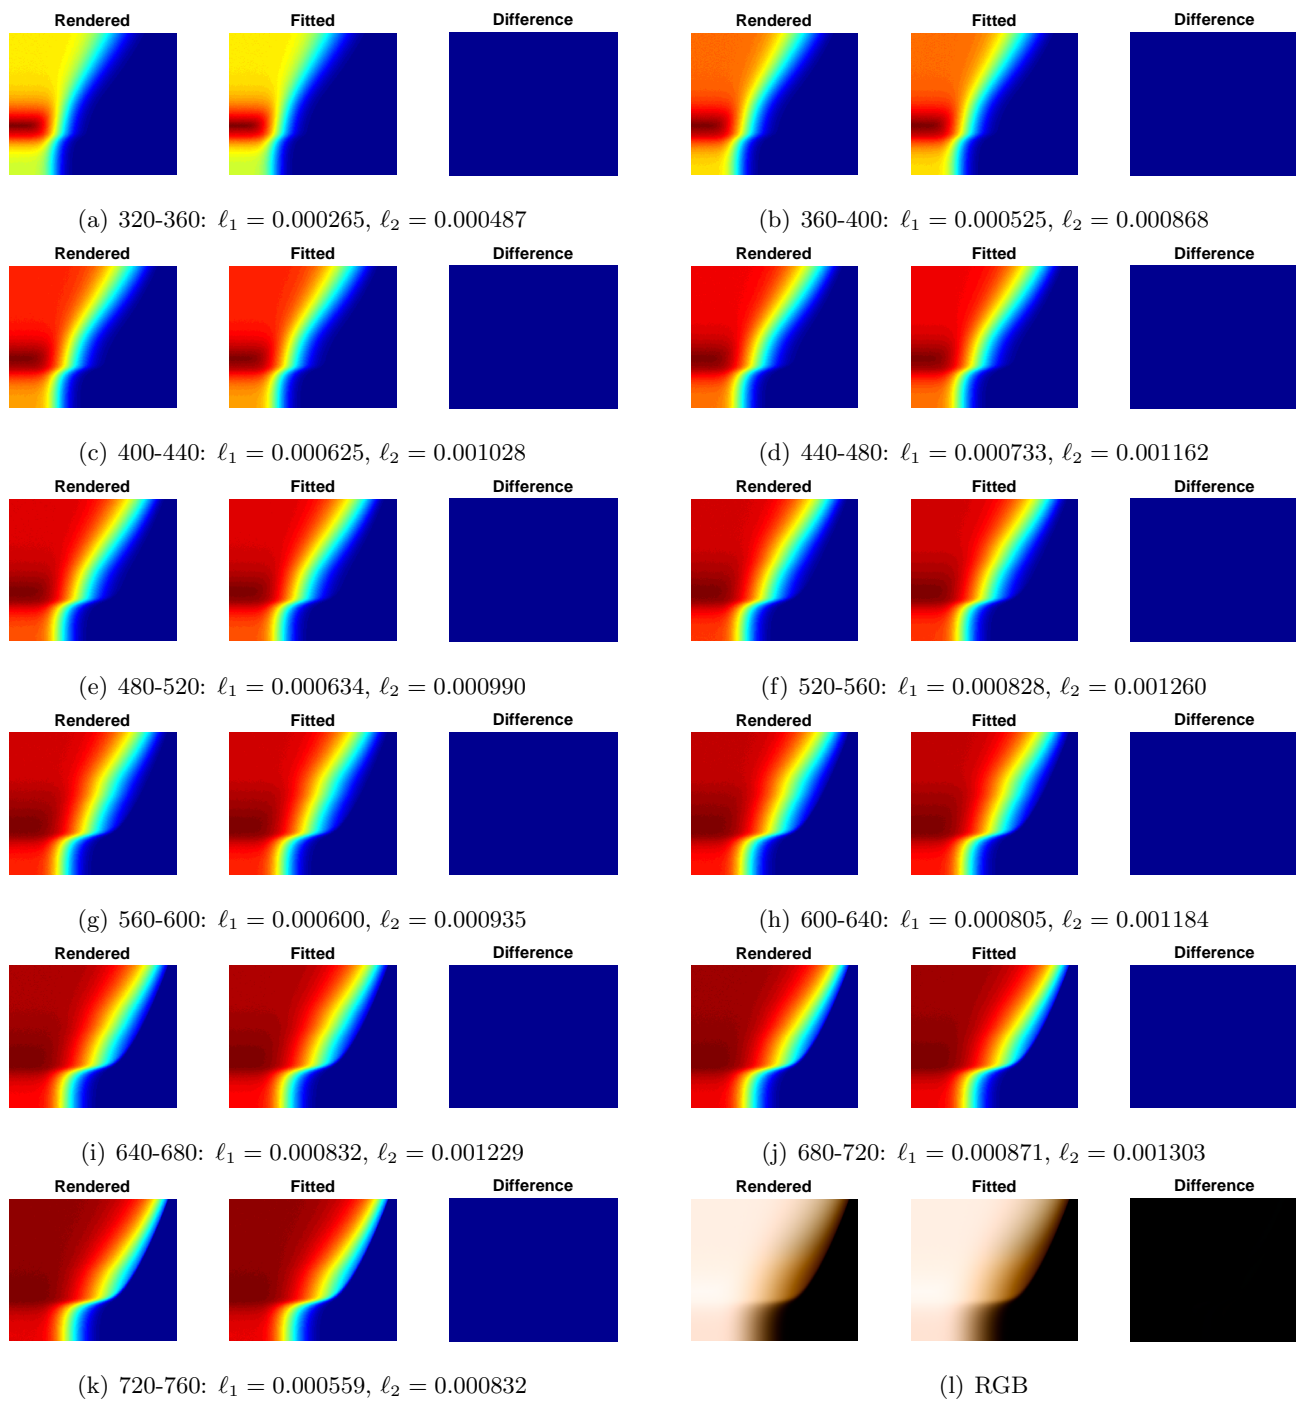 Rendered Fitted Difference Rendered Fitted Difference
(a) 320-360: ℓ1 = 0.000265, ℓ2 = 0.000487 (b) 360-400: ℓ1 = 0.000525, ℓ2 = 0.000868
Rendered Fitted Difference Rendered Fitted Difference
(c) 400-440: ℓ1 = 0.000625, ℓ2 = 0.001028 (d) 440-480: ℓ1 = 0.000733, ℓ2 = 0.001162
Rendered Fitted Difference Rendered Fitted Difference
(e) 480-520: ℓ1 = 0.000634, ℓ2 = 0.000990 (f) 520-560: ℓ1 = 0.000828, ℓ2 = 0.001260
Rendered Fitted Difference Rendered Fitted Difference
(g) 560-600: ℓ1 = 0.000600, ℓ2 = 0.000935 (h) 600-640: ℓ1 = 0.000805, ℓ2 = 0.001184
Rendered Fitted Difference Rendered Fitted Difference
(i) 640-680: ℓ1 = 0.000832, ℓ2 = 0.001229 (j) 680-720: ℓ1 = 0.000871, ℓ2 = 0.001303
Rendered Fitted Difference Rendered Fitted Difference
(k) 720-760: ℓ1 = 0.000559, ℓ2 = 0.000832 (l) RGB